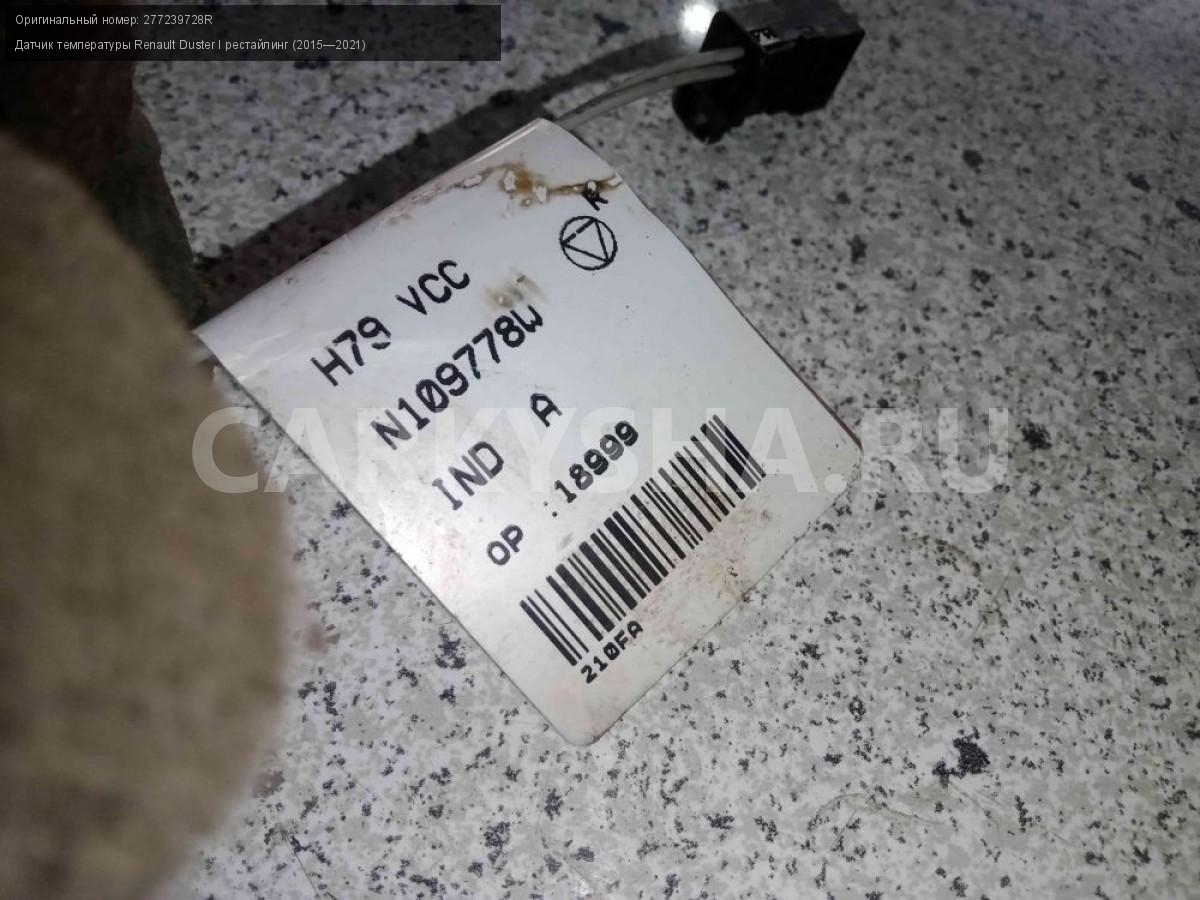 Оригинальный номер: 277239728R
Датчик температуры Renault Duster I рестайлинг (2015—2021)
R
H79 VCC
N109778W
IND A
OP :18999
210FA
CARKYSHA.RU